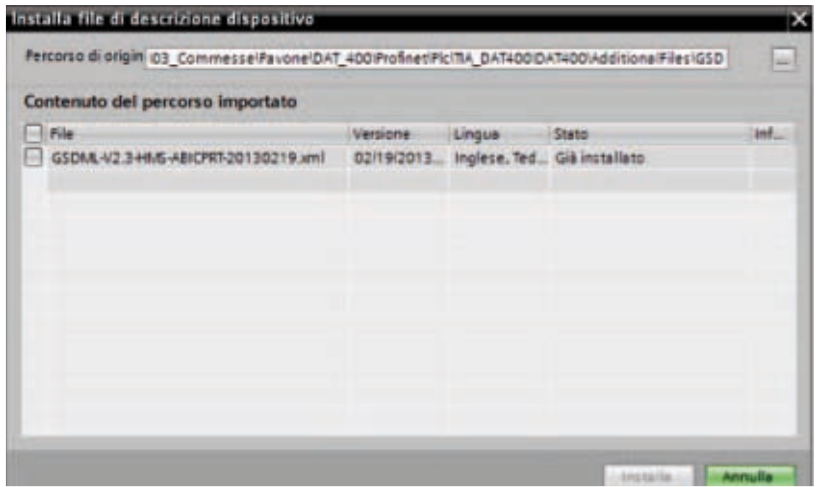 Installa file di descrizione dispositivo
Percorso di origin 03_Commesse\Pavone\DAT_400\Profinet\Plc\TIA_DAT400\DAT400\AdditionalFiles\GSD ...
Contenuto del percorso importato
File Versione Lingua Stato Inf...
GSDML-V2.3-HMS-ABICPRT-20130219.xml 02/19/2013... Inglese, Ted... Già installato
Installa Annulla